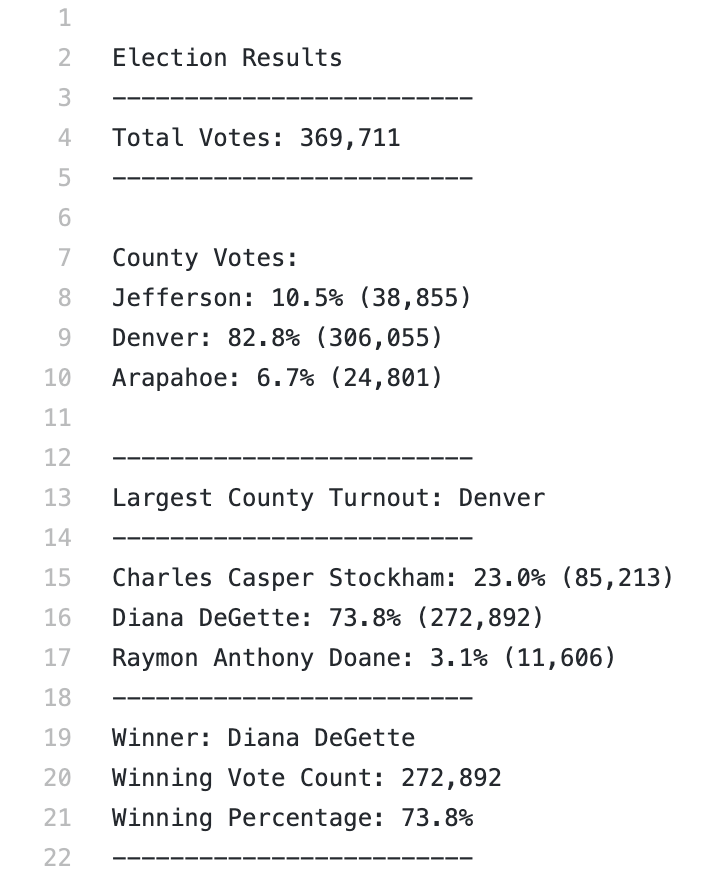 1
2 Election Results
3 -------------------------
4 Total Votes: 369,711
5 -------------------------
6
7 County Votes:
8 Jefferson: 10.5% (38,855)
9 Denver: 82.8% (306,055)
10 Arapahoe: 6.7% (24,801)
11
12 -------------------------
13 Largest County Turnout: Denver
14 -------------------------
15 Charles Casper Stockham: 23.0% (85,213)
16 Diana DeGette: 73.8% (272,892)
17 Raymon Anthony Doane: 3.1% (11,606)
18 -------------------------
19 Winner: Diana DeGette
20 Winning Vote Count: 272,892
21 Winning Percentage: 73.8%
22 -------------------------